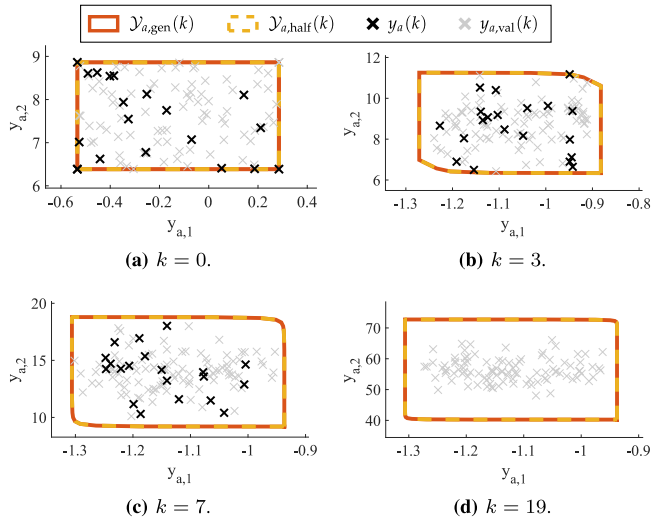 𝒴a,gen(k) 𝒴a,half(k) ya(k) ya,val(k)
9
8
7
6
ya,2
-0.6 -0.4 -0.2 0 0.2 0.4
ya,1
(a) k = 0.
12
10
8
6
ya,2
-1.3 -1.2 -1.1 -1 -0.9 -0.8
ya,1
(b) k = 3.
20
15
10
ya,2
-1.3 -1.2 -1.1 -1 -0.9
ya,1
(c) k = 7.
70
60
50
40
ya,2
-1.3 -1.2 -1.1 -1 -0.9
ya,1
(d) k = 19.